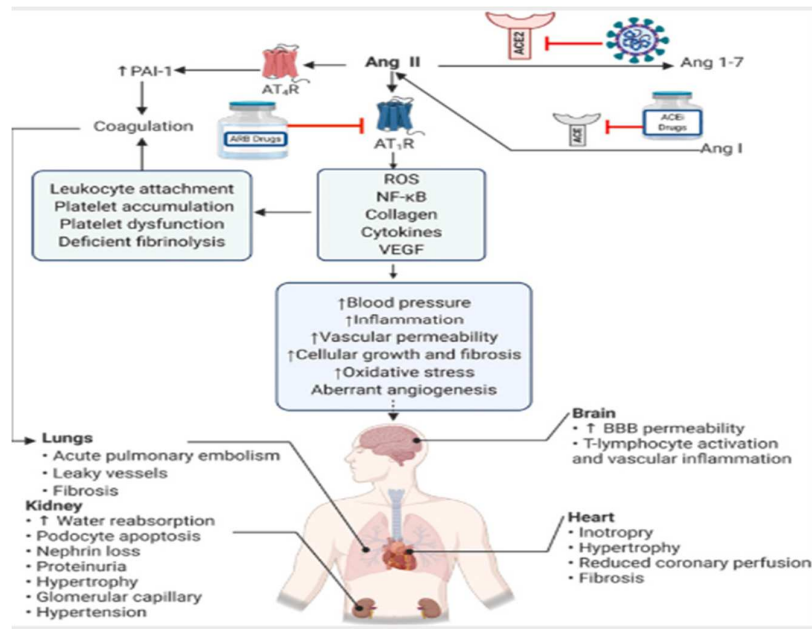 ACE2
↑PAI-1
AT₄R
Ang II
Ang 1-7
Coagulation
ARB Drugs
AT₁R
ACE
ACEi
Drugs
Ang I
Leukocyte attachment
Platelet accumulation
Platelet dysfunction
Deficient fibrinolysis
ROS
NF-κB
Collagen
Cytokines
VEGF
↑Blood pressure
↑Inflammation
↑Vascular permeability
↑Cellular growth and fibrosis
↑Oxidative stress
Aberrant angiogenesis
Brain
• ↑ BBB permeability
• T-lymphocyte activation
and vascular inflammation
Lungs
• Acute pulmonary embolism
• Leaky vessels
• Fibrosis
Kidney
• ↑ Water reabsorption
• Podocyte apoptosis
• Nephrin loss
• Proteinuria
• Hypertrophy
• Glomerular capillary
• Hypertension
Heart
• Inotropry
• Hypertrophy
• Reduced coronary perfusion
• Fibrosis